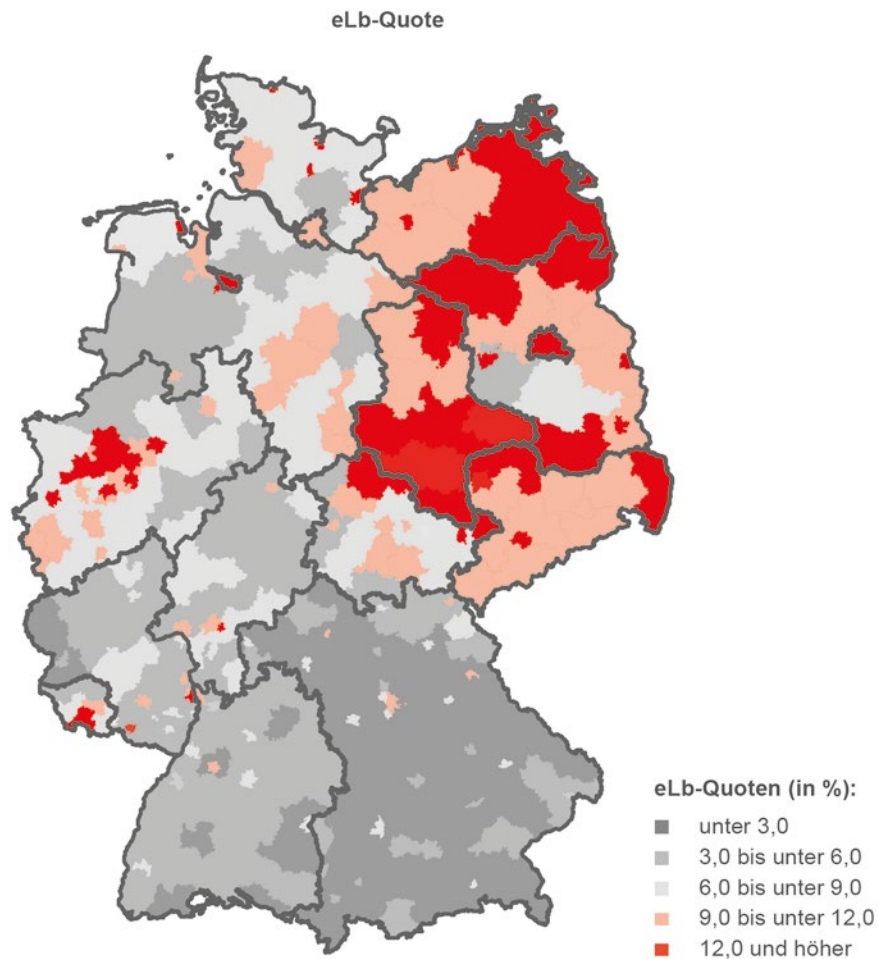 eLb-Quote
eLb-Quoten (in %):
unter 3,0
3,0 bis unter 6,0
6,0 bis unter 9,0
9,0 bis unter 12,0
12,0 und höher